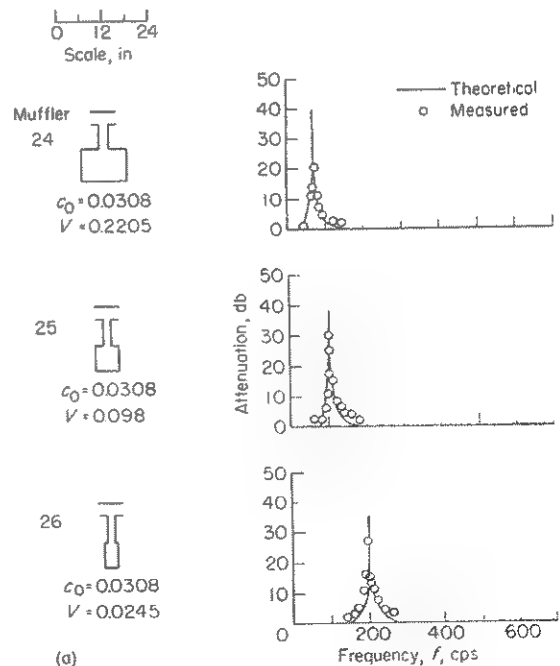 0 12 24
Scale, in
Muffler
24
c₀ = 0.0308
V = 0.2205
50
40
30
20
10
0
Theoretical
Measured
25
c₀ = 0.0308
V = 0.098
Attenuation, db
50
40
30
20
10
0
26
c₀ = 0.0308
V = 0.0245
50
40
30
20
10
0
200 400 600
Frequency, f, cps
(a)